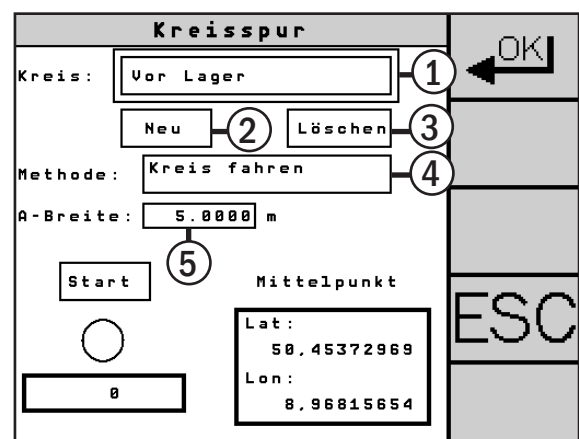 Kreisspur
OK
Kreis: Vor Lager 1
Neu 2 Löschen 3
Methode: Kreis fahren 4
A-Breite: 5.0000 m
5
Start Mittelpunkt
ESC
Lat:
50,45372969
0
Lon:
8,96815654